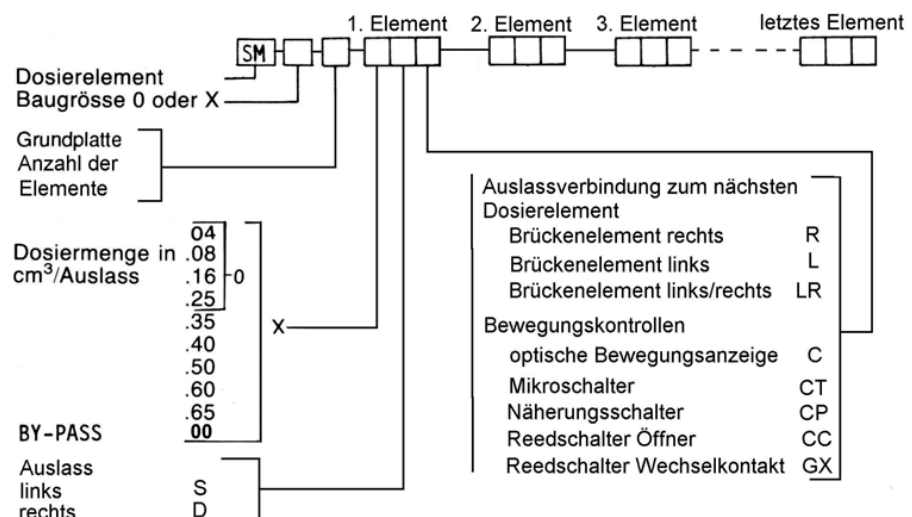 1. Element 2. Element 3. Element letztes Element
SM
Dosierelement
Baugrösse 0 oder X
Grundplatte
Anzahl der
Elemente
Dosiermenge in
cm³/Auslass
04
.08
.16
.25
0
.35
.40
.50
.60
.65
X
BY-PASS 00
Auslass
links S
rechts D
Auslassverbindung zum nächsten
Dosierelement
Brückenelement rechts R
Brückenelement links L
Brückenelement links/rechts LR
Bewegungskontrollen
optische Bewegungsanzeige C
Mikroschalter CT
Näherungsschalter CP
Reedschalter Öffner CC
Reedschalter Wechselkontakt GX